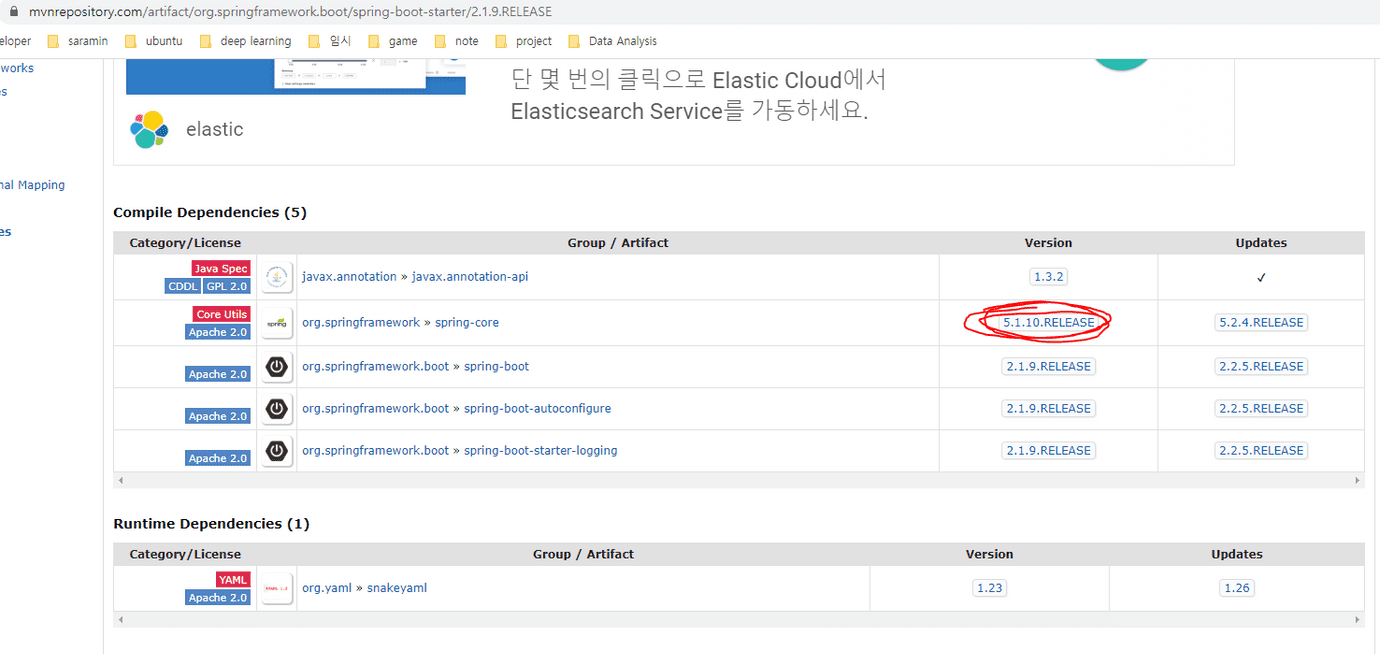 mvnrepository.com/artifact/org.springframework.boot/spring-boot-starter/2.1.9.RELEASE
eloper saramin ubuntu deep learning 임시 game note project Data Analysis
works
s
nal Mapping
es
단 몇 번의 클릭으로 Elastic Cloud에서
Elasticsearch Service를 가동하세요.
elastic
Compile Dependencies (5)
Category/License Group / Artifact Version Updates
Java Spec
CDDL GPL 2.0 javax.annotation » javax.annotation-api 1.3.2 ✓
Core Utils
Apache 2.0 spring org.springframework » spring-core 5.1.10.RELEASE 5.2.4.RELEASE
Apache 2.0 org.springframework.boot » spring-boot 2.1.9.RELEASE 2.2.5.RELEASE
Apache 2.0 org.springframework.boot » spring-boot-autoconfigure 2.1.9.RELEASE 2.2.5.RELEASE
Apache 2.0 org.springframework.boot » spring-boot-starter-logging 2.1.9.RELEASE 2.2.5.RELEASE
Runtime Dependencies (1)
Category/License Group / Artifact Version Updates
YAML
Apache 2.0 org.yaml » snakeyaml 1.23 1.26